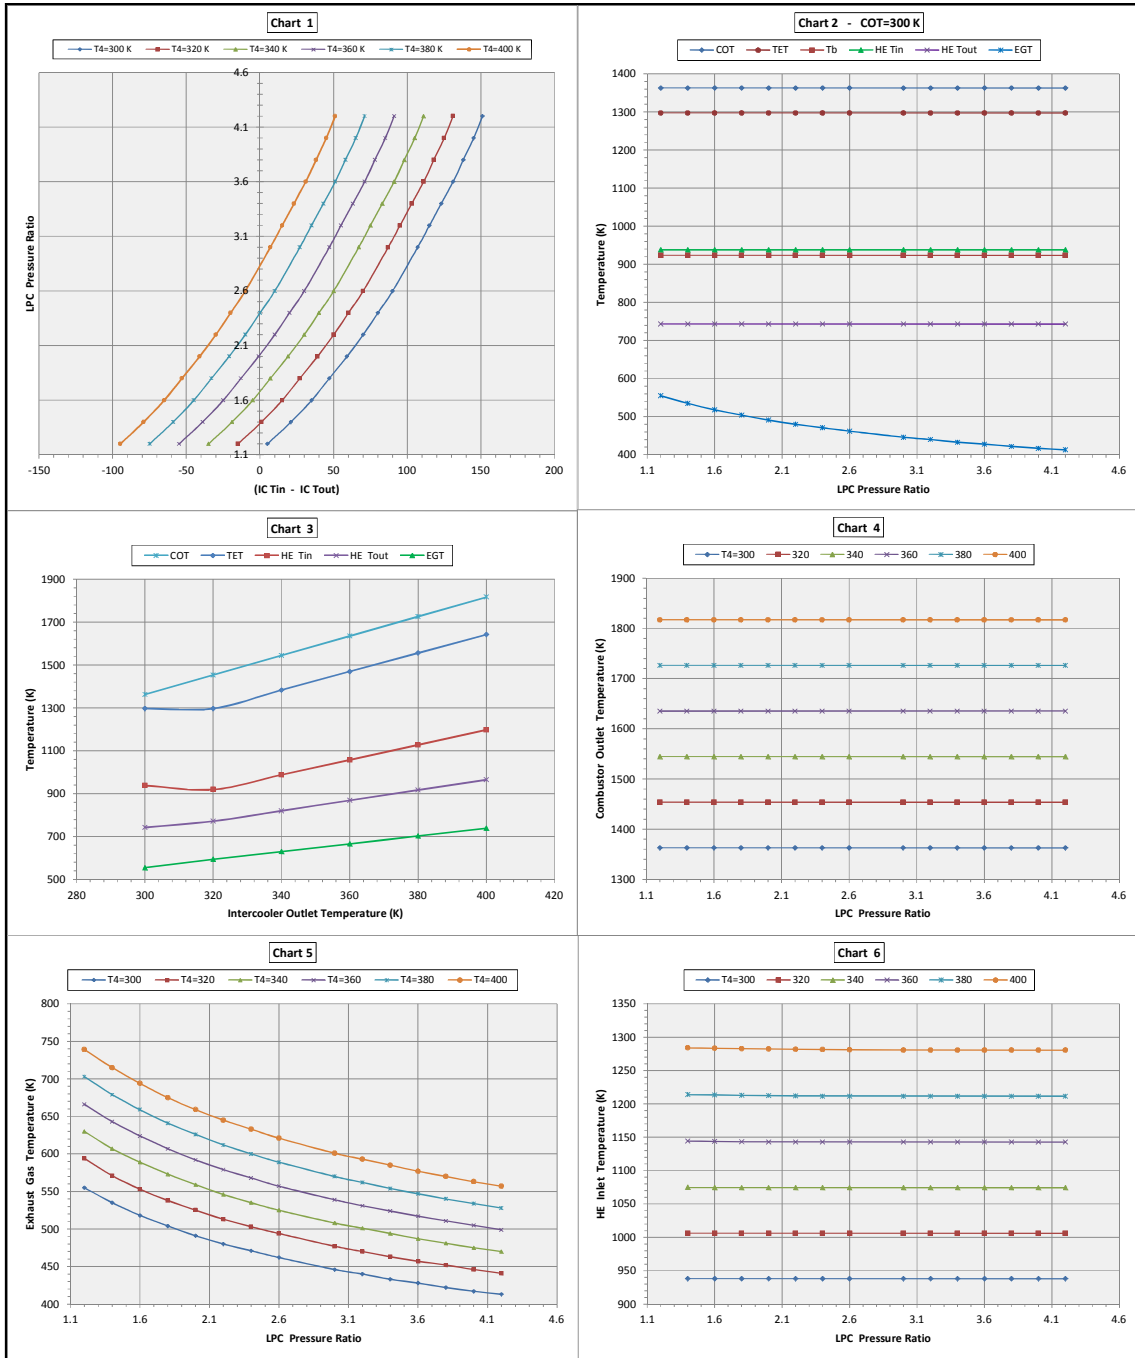 Chart 1
T4=300 K T4=320 K T4=340 K T4=360 K T4=380 K T4=400 K
LPC Pressure Ratio
4.6
4.1
3.6
3.1
2.6
2.1
1.6
1.1
-150 -100 -50 0 50 100 150 200
(IC Tin - IC Tout)
Chart 2 - COT=300 K
COT TET Tb HE Tin HE Tout EGT
Temperature (K)
1400
1300
1200
1100
1000
900
800
700
600
500
400
1.1 1.6 2.1 2.6 3.1 3.6 4.1 4.6
LPC Pressure Ratio
Chart 3
COT TET HE Tin HE Tout EGT
Temperature (K)
1900
1700
1500
1300
1100
900
700
500
280 300 320 340 360 380 400 420
Intercooler Outlet Temperature (K)
Chart 4
T4=300 320 340 360 380 400
Combustor Outlet Temperature (K)
1900
1800
1700
1600
1500
1400
1300
1.1 1.6 2.1 2.6 3.1 3.6 4.1 4.6
LPC Pressure Ratio
Chart 5
T4=300 T4=320 T4=340 T4=360 T4=380 T4=400
Exhaust Gas Temperature (K)
800
750
700
650
600
550
500
450
400
1.1 1.6 2.1 2.6 3.1 3.6 4.1 4.6
LPC Pressure Ratio
Chart 6
T4=300 320 340 360 380 400
HE Inlet Temperature (K)
1350
1300
1250
1200
1150
1100
1050
1000
950
900
1.1 1.6 2.1 2.6 3.1 3.6 4.1 4.6
LPC Pressure Ratio